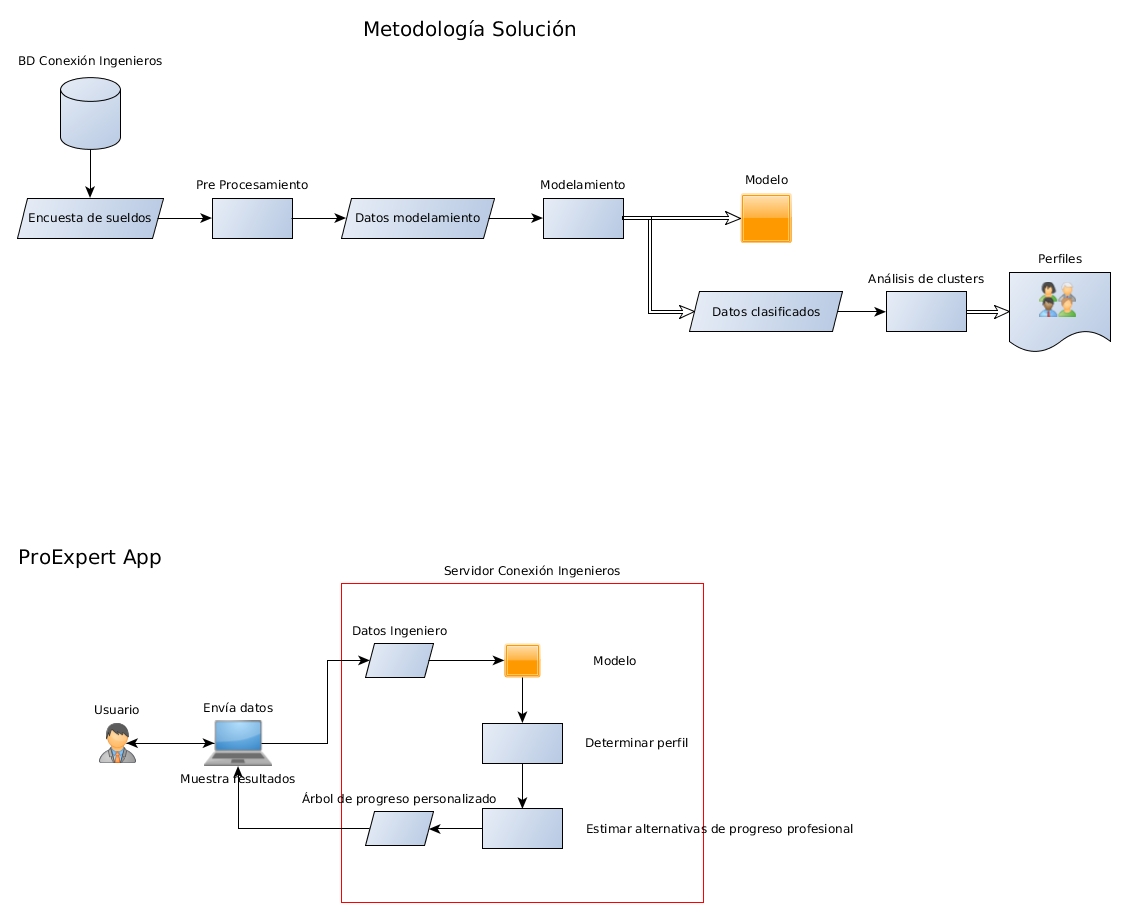 Metodología Solución
BD Conexión Ingenieros
Pre Procesamiento
Modelamiento
Modelo
Encuesta de sueldos
Datos modelamiento
Perfiles
Análisis de clusters
Datos clasificados
ProExpert App
Servidor Conexión Ingenieros
Datos Ingeniero
Modelo
Usuario
Envía datos
Determinar perfil
Muestra resultados
Árbol de progreso personalizado
Estimar alternativas de progreso profesional